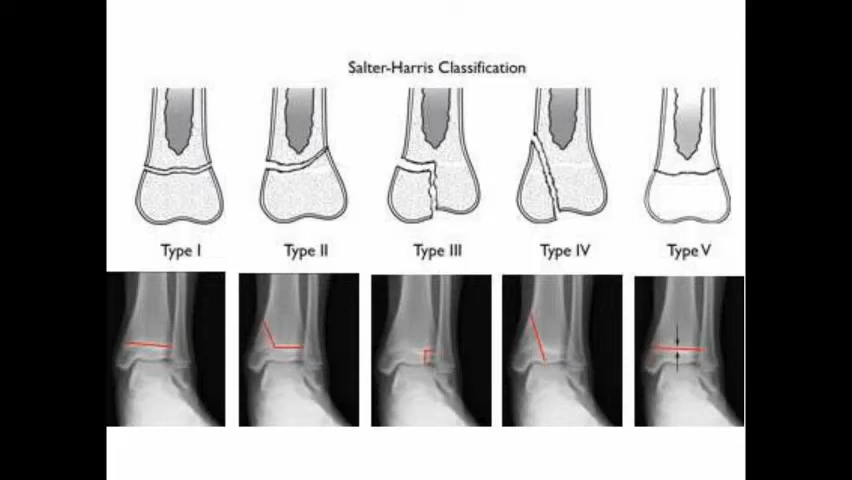 Salter-Harris Classification
Type I
Type II
Type III
Type IV
Type V